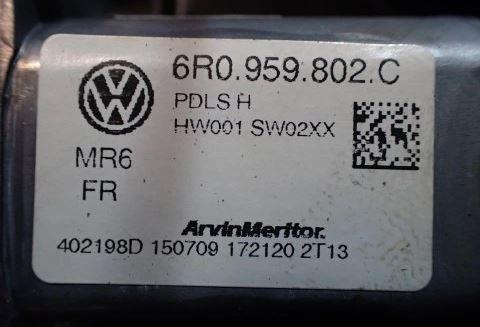 6R0.959.802.C
PDLS H
HW001 SW02XX
MR6
FR
ArvinMeritor.
402198D 150709 172120 2T13